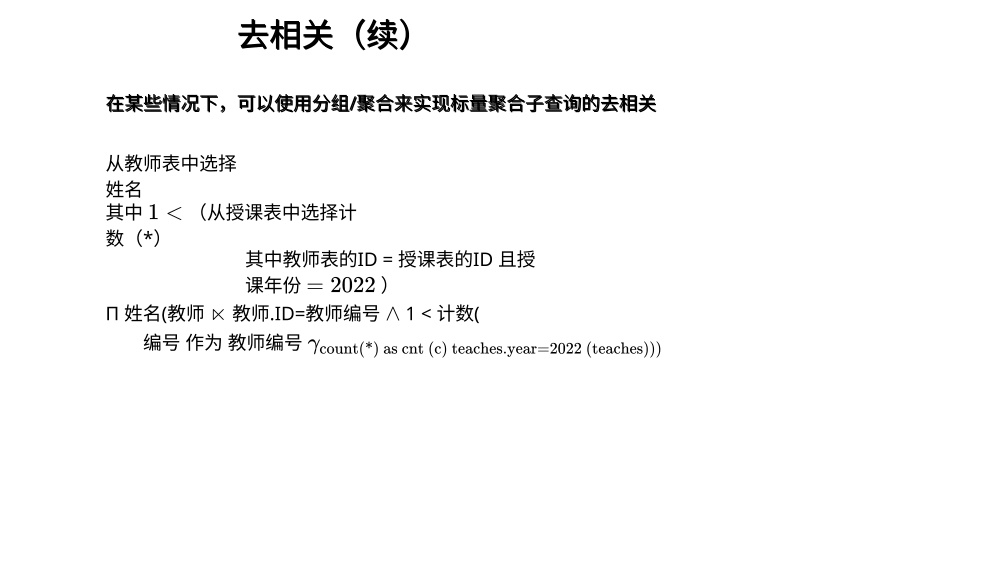 去相关（续）
在某些情况下，可以使用分组/聚合来实现标量聚合子查询的去相关
从教师表中选择
姓名
其中 1 < （从授课表中选择计
数（*）
其中教师表的ID = 授课表的ID 且授
课年份 = 2022 ）
Π 姓名(教师 ⋉ 教师.ID=教师编号 ∧ 1 < 计数(
编号 作为 教师编号 γcount(*) as cnt (c) teaches.year=2022 (teaches)))